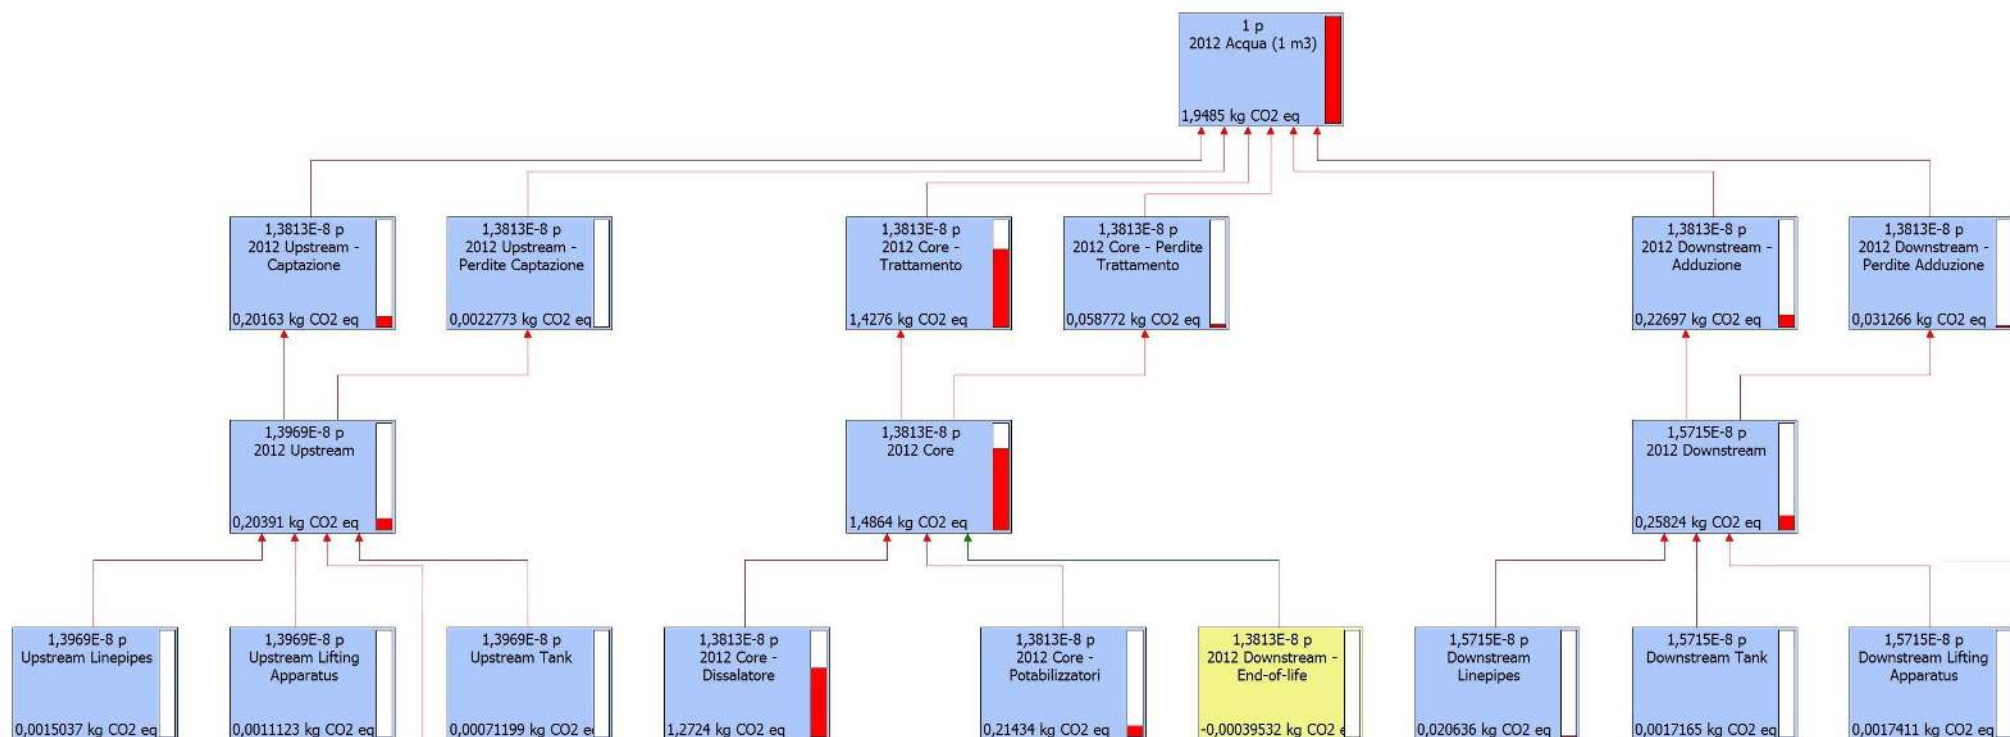 1 p
2012 Acqua (1 m3)
1,9485 kg CO2 eq
1,3813E-8 p
2012 Upstream -
Captazione
0,20163 kg CO2 eq
1,3813E-8 p
2012 Upstream -
Perdite Captazione
0,0022773 kg CO2 eq
1,3813E-8 p
2012 Core -
Trattamento
1,4276 kg CO2 eq
1,3813E-8 p
2012 Core - Perdite
Trattamento
0,058772 kg CO2 eq
1,3813E-8 p
2012 Downstream -
Adduzione
0,22697 kg CO2 eq
1,3813E-8 p
2012 Downstream -
Perdite Adduzione
0,031266 kg CO2 eq
1,3969E-8 p
2012 Upstream
0,20391 kg CO2 eq
1,3813E-8 p
2012 Core
1,4864 kg CO2 eq
1,5715E-8 p
2012 Downstream
0,25824 kg CO2 eq
1,3969E-8 p
Upstream Linepipes
0,0015037 kg CO2 eq
1,3969E-8 p
Upstream Lifting
Apparatus
0,0011123 kg CO2 eq
1,3969E-8 p
Upstream Tank
0,00071199 kg CO2 e
1,3813E-8 p
2012 Core -
Dissalatore
1,2724 kg CO2 eq
1,3813E-8 p
2012 Core -
Potabilizzatori
0,21434 kg CO2 eq
1,3813E-8 p
2012 Downstream -
End-of-life
-0,00039532 kg CO2 e
1,5715E-8 p
Downstream
Linepipes
0,020636 kg CO2 eq
1,5715E-8 p
Downstream Tank
0,0017165 kg CO2 eq
1,5715E-8 p
Downstream Lifting
Apparatus
0,0017411 kg CO2 eq